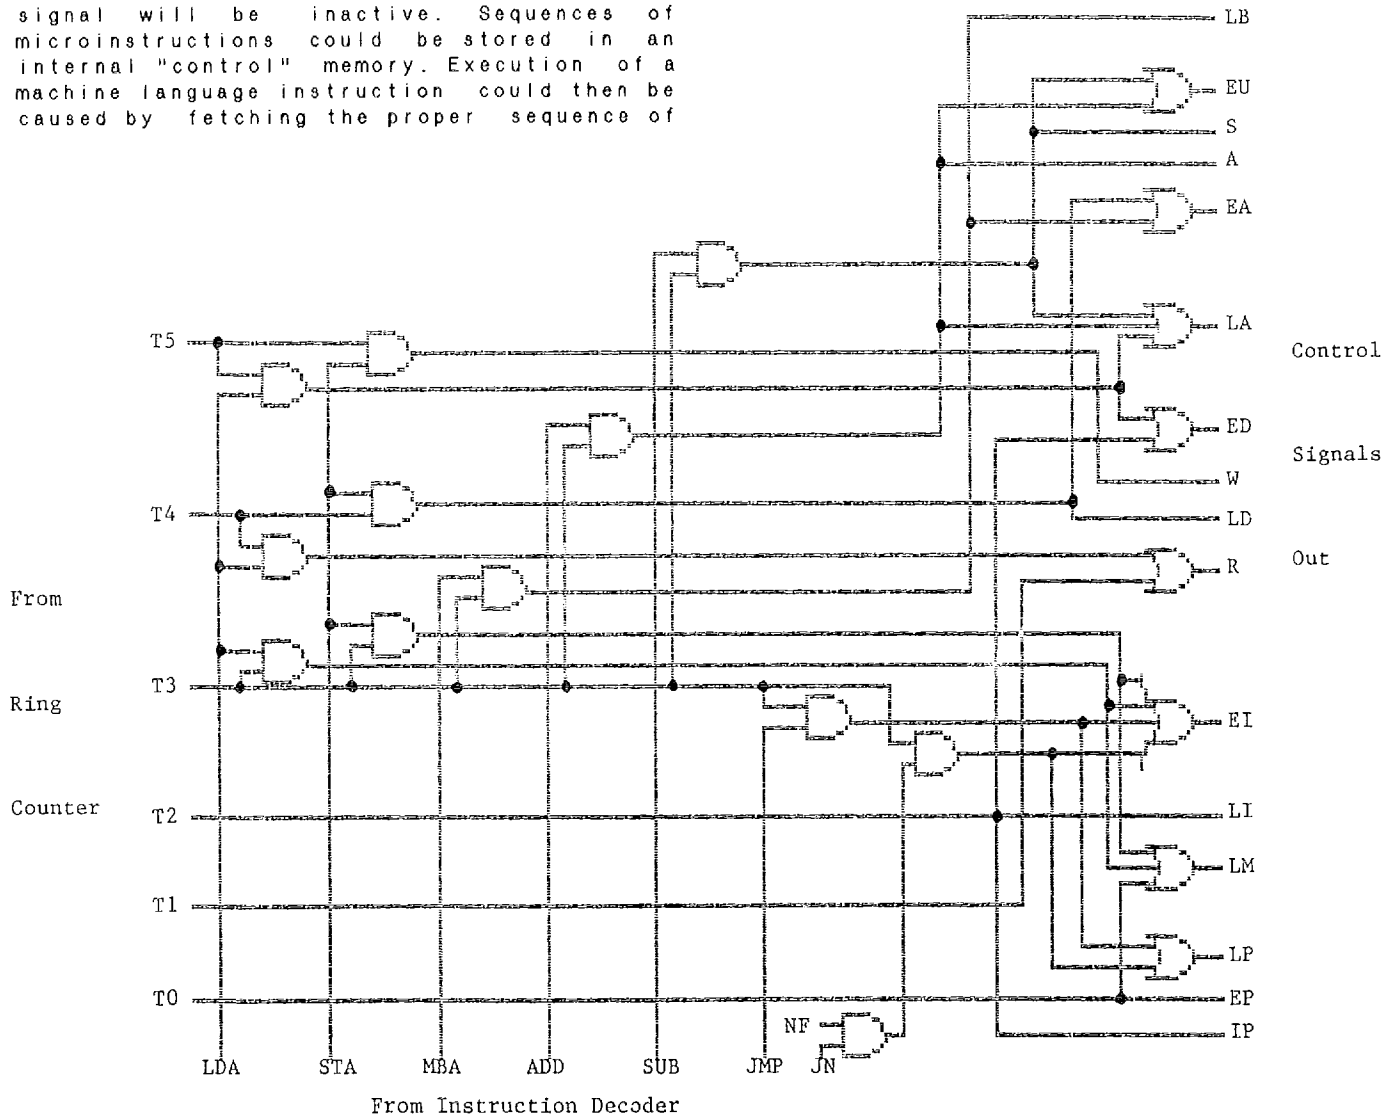 signal will be inactive. Sequences of
microinstructions could be stored in an
internal "control" memory. Execution of a
machine language instruction could then be
caused by fetching the proper sequence of
LB
EU
S
A
EA
LA
ED
W
LD
R
EI
LI
LM
LP
EP
IP
Control
Signals
Out
T5
T4
T3
T2
T1
T0
From
Ring
Counter
NF
LDA STA MBA ADD SUB JMP JN
From Instruction Decoder